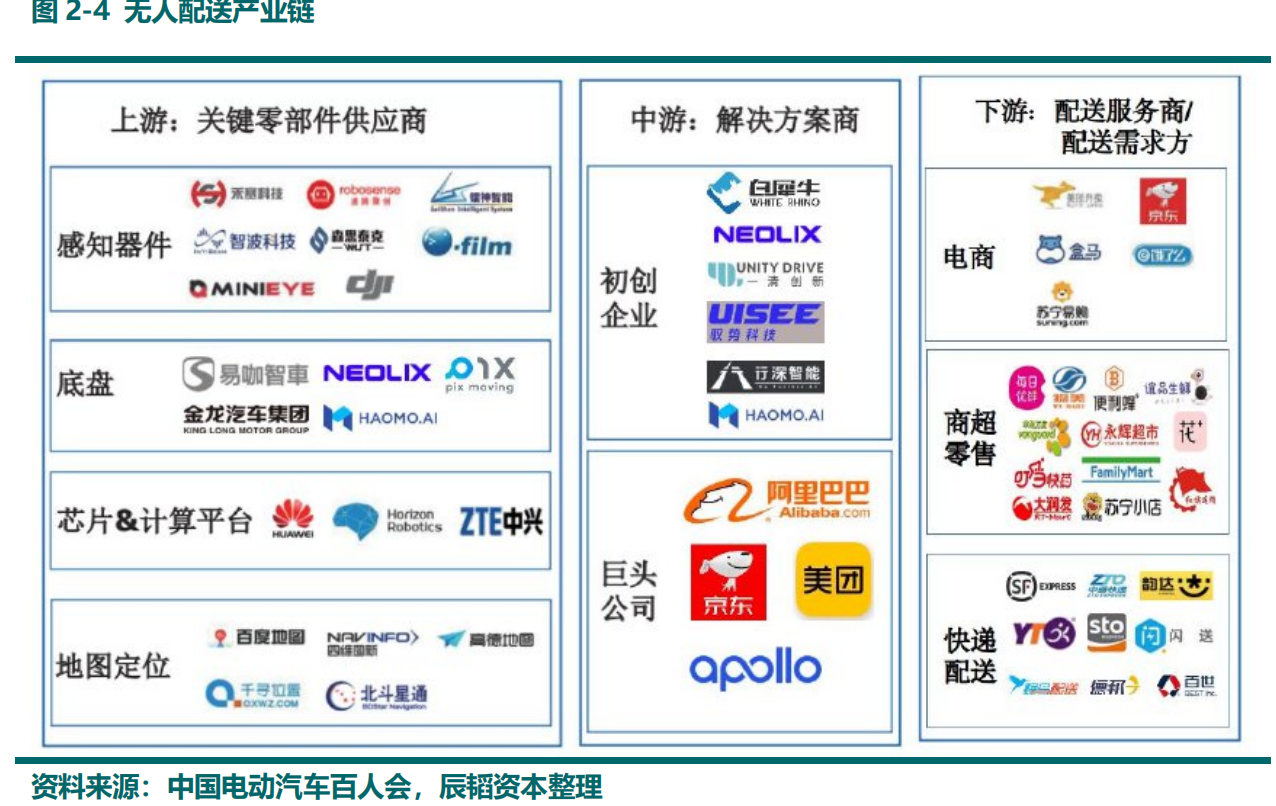 图 2-4 无人配送产业链
上游：关键零部件供应商
感知器件
禾赛科技
robosense
速腾聚创
镭神智能
智波科技
森思泰克
WHST
O-film
MINIEYE
dji
底盘
易咖智車
NEOLIX
PIX
pix moving
金龙汽车集团
KING LONG MOTOR GROUP
HAOMO.AI
芯片&计算平台
HUAWEI
Horizon
Robotics
ZTE中兴
地图定位
百度地图
NAVINFO
四维图新
高德地图
千寻位置
QXWZ.COM
北斗星通
BDStar Navigation
中游：解决方案商
初创
企业
白犀牛
WHITE RHINO
NEOLIX
UNITY DRIVE
一清创新
UISEE
驭势科技
行深智能
HAOMO.AI
巨头
公司
阿里巴巴
Alibaba.com
京东
美团
apollo
下游：配送服务商/
配送需求方
电商
美团外卖
京东
盒马
饿了么
苏宁易购
suning.com
商超
零售
每日
优鲜
便利蜂
谊品生鲜
vanguard
YH 永辉超市
花+
叮当快药
FamilyMart
大润发
RT-Mart
苏宁小店
快递
配送
SF EXPRESS
ZTO
中通快递
韵达
YTO
sto
EXPRESS
闪 送
蜂鸟配送
德邦
百世
BEST Inc.
资料来源：中国电动汽车百人会，辰韬资本整理